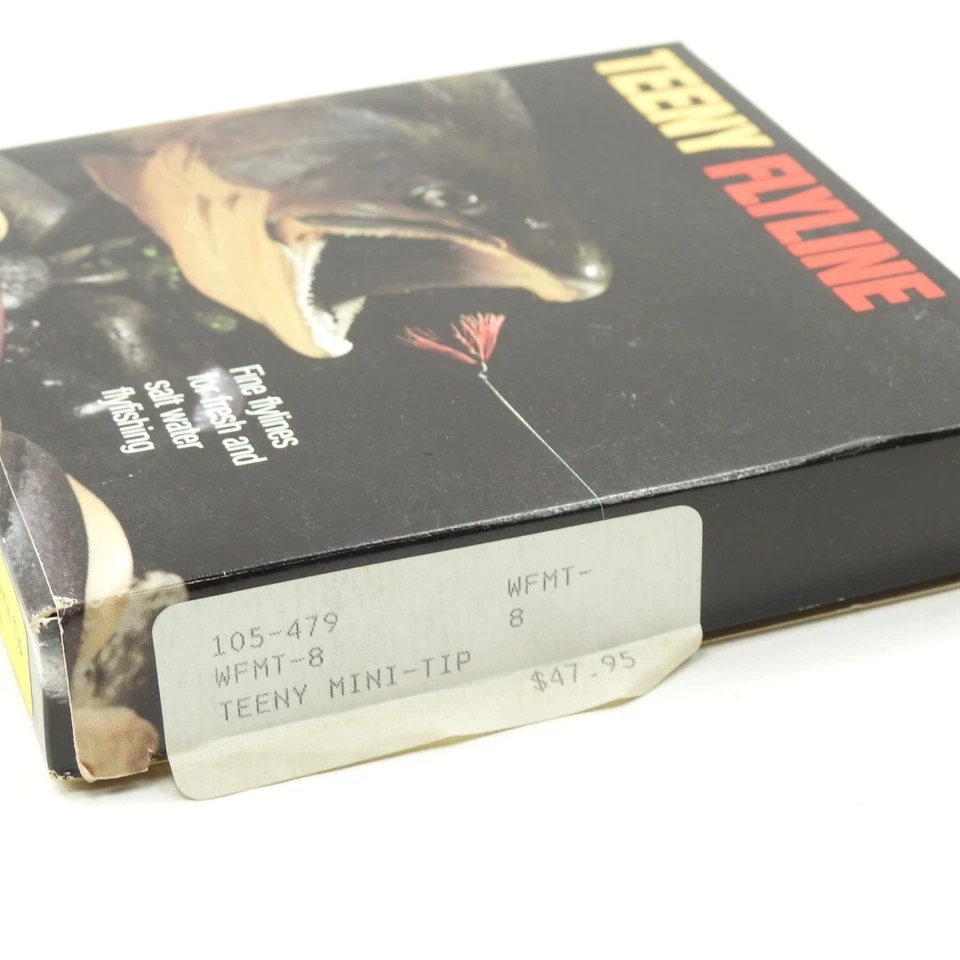 TEENY
FLYLINE
Fine flylines
for fresh and
salt water
flyfishing
105-479
WFMT-8
TEENY MINI-TIP
WFMT-
8
$47.95